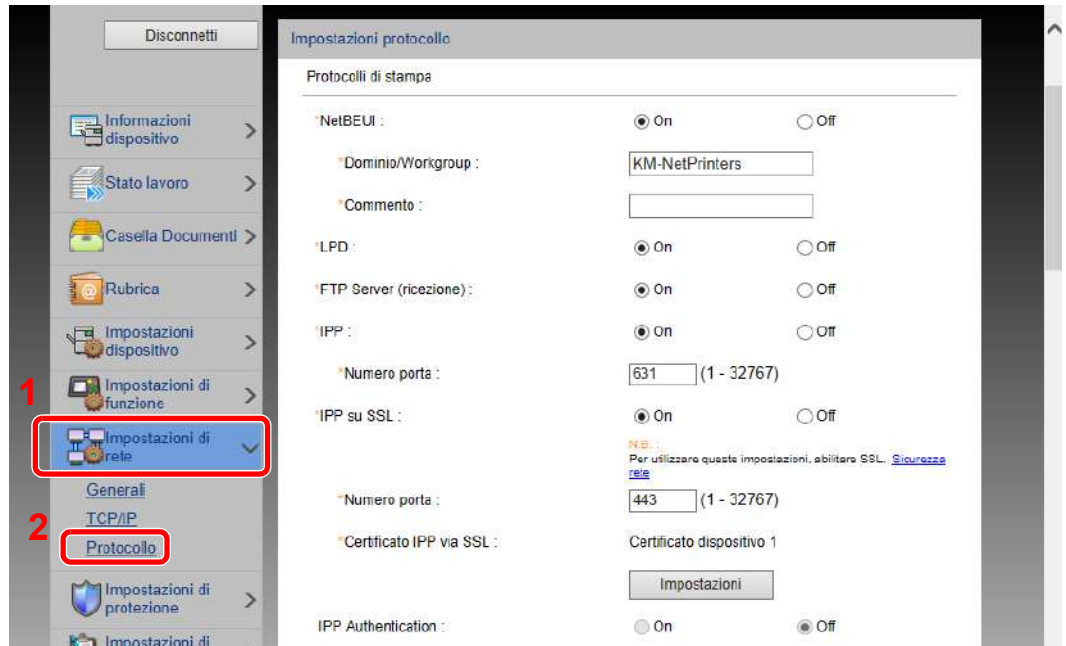 Disconnetti
Informazioni
dispositivo
Stato lavoro
Casella Documenti
Rubrica
Impostazioni
dispositivo
1
Impostazioni di
funzione
Impostazioni di
rete
Generali
TCP/IP
2
Protocollo
Impostazioni di
protezione
Impostazioni di
Impostazioni protocollo
Protocolli di stampa
*NetBEUI : On Off
*Dominio/Workgroup : KM-NetPrinters
*Commento :
*LPD : On Off
*FTP Server (ricezione) : On Off
*IPP : On Off
*Numero porta : 631 (1 - 32767)
*IPP su SSL : On Off
N.B. :
Per utilizzare queste impostazioni, abilitare SSL. Sicurezza
rete
*Numero porta : 443 (1 - 32767)
*Certificato IPP via SSL : Certificato dispositivo 1
Impostazioni
IPP Authentication : On Off